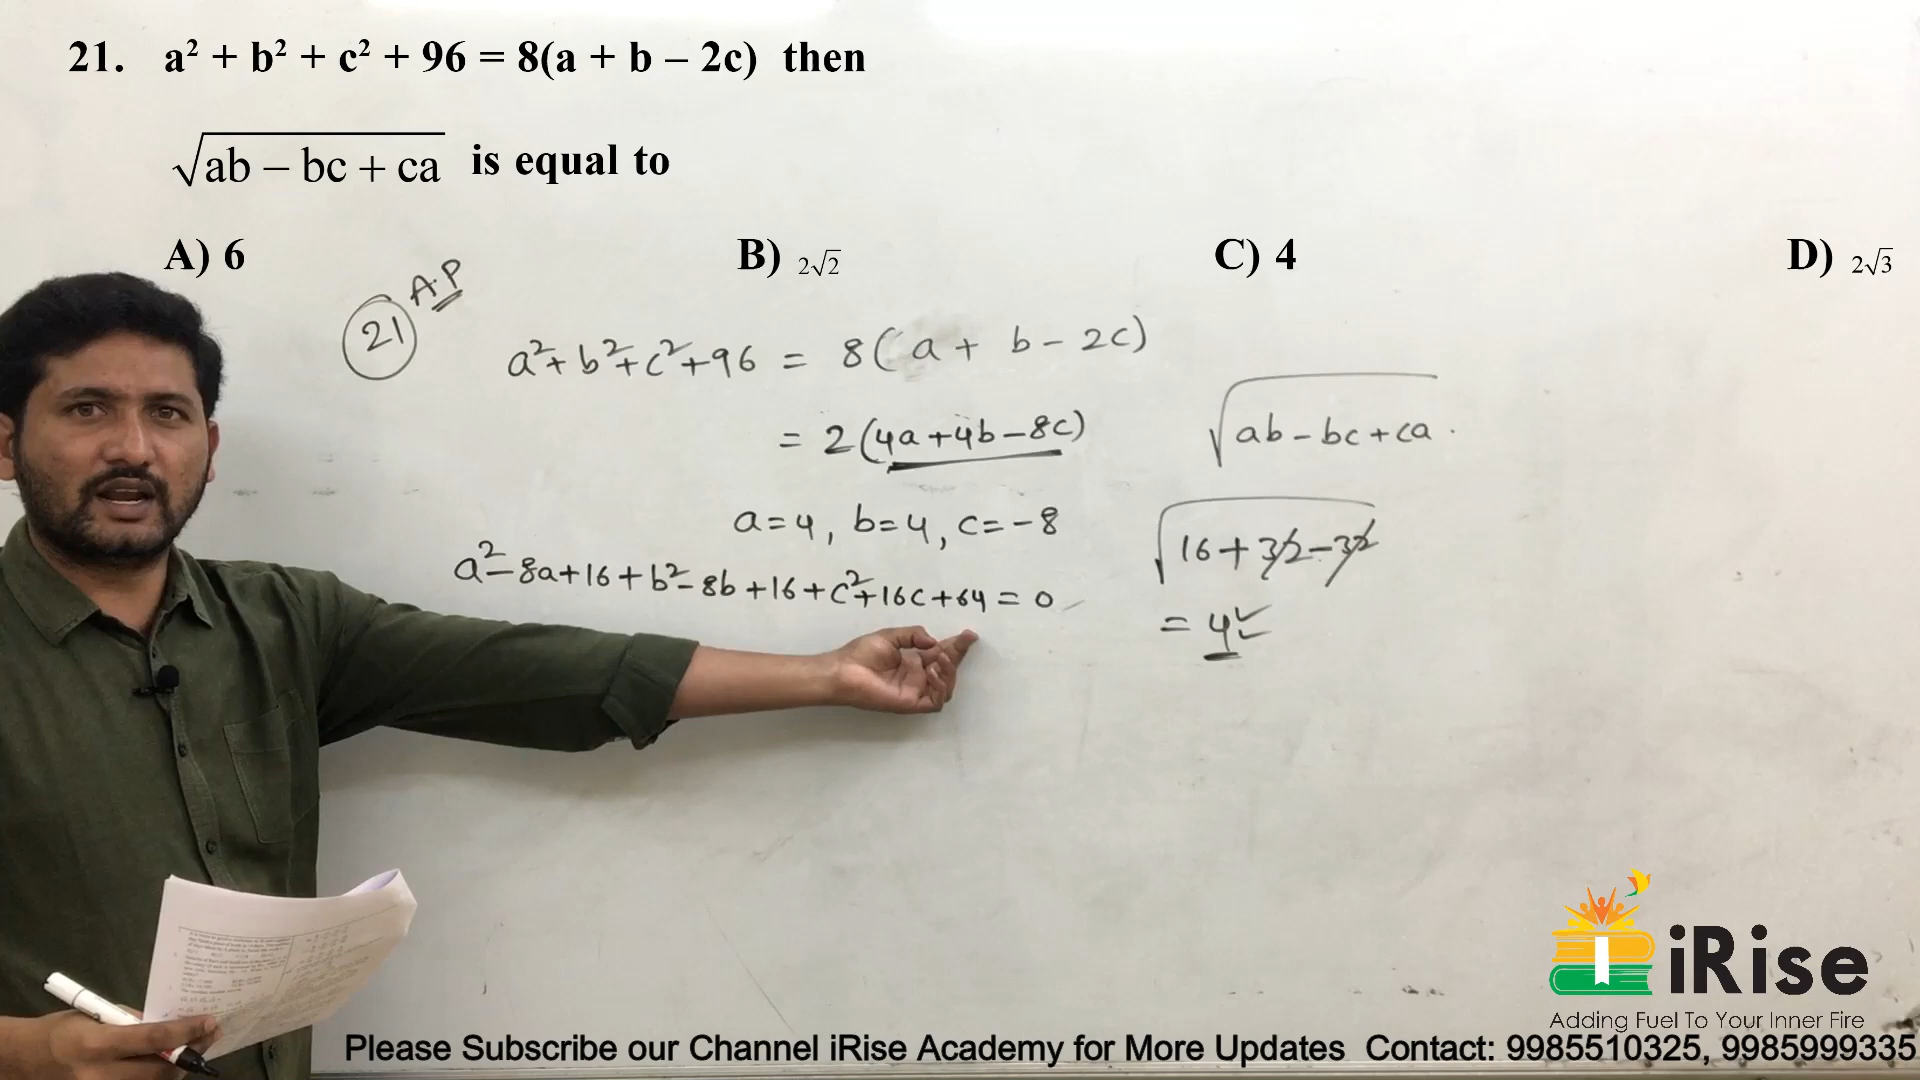 21. a² + b² + c² + 96 = 8(a + b – 2c) then
√(ab – bc + ca) is equal to
A) 6 B) 2√2 C) 4 D) 2√3
21 A.P
a²+b²+c²+96 = 8(a + b – 2c)
= 2(4a+4b–8c)
√(ab–bc+ca).
a=4, b=4, c=–8
√(16+32–32)
a²–8a+16+b²–8b+16+c²+16c+64=0
= 4
iRise
Adding Fuel To Your Inner Fire
Please Subscribe our Channel iRise Academy for More Updates Contact: 9985510325, 9985999335